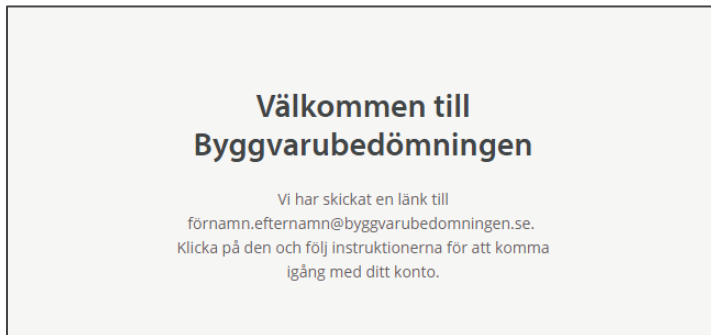 Välkommen till
Byggvarubedömningen
Vi har skickat en länk till
förnamn.efternamn@byggvarubedomningen.se.
Klicka på den och följ instruktionerna för att komma
igång med ditt konto.